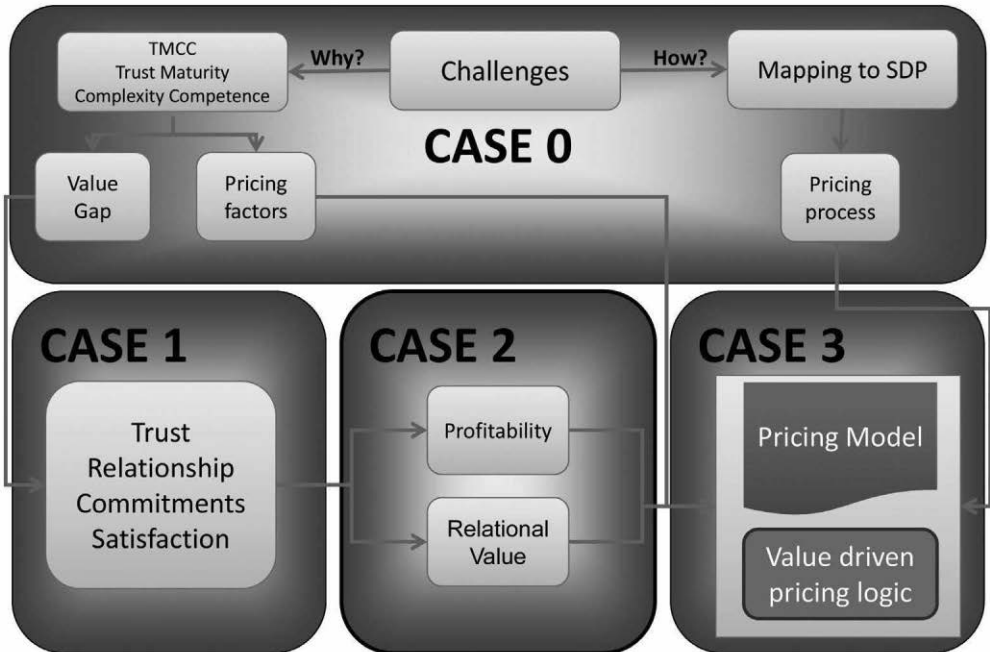 TMCC
Trust Maturity
Complexity Competence
Why?
Challenges
How?
Mapping to SDP
CASE 0
Value
Gap
Pricing
factors
Pricing
process
CASE 1
Trust
Relationship
Commitments
Satisfaction
CASE 2
Profitability
Relational
Value
CASE 3
Pricing Model
Value driven
pricing logic